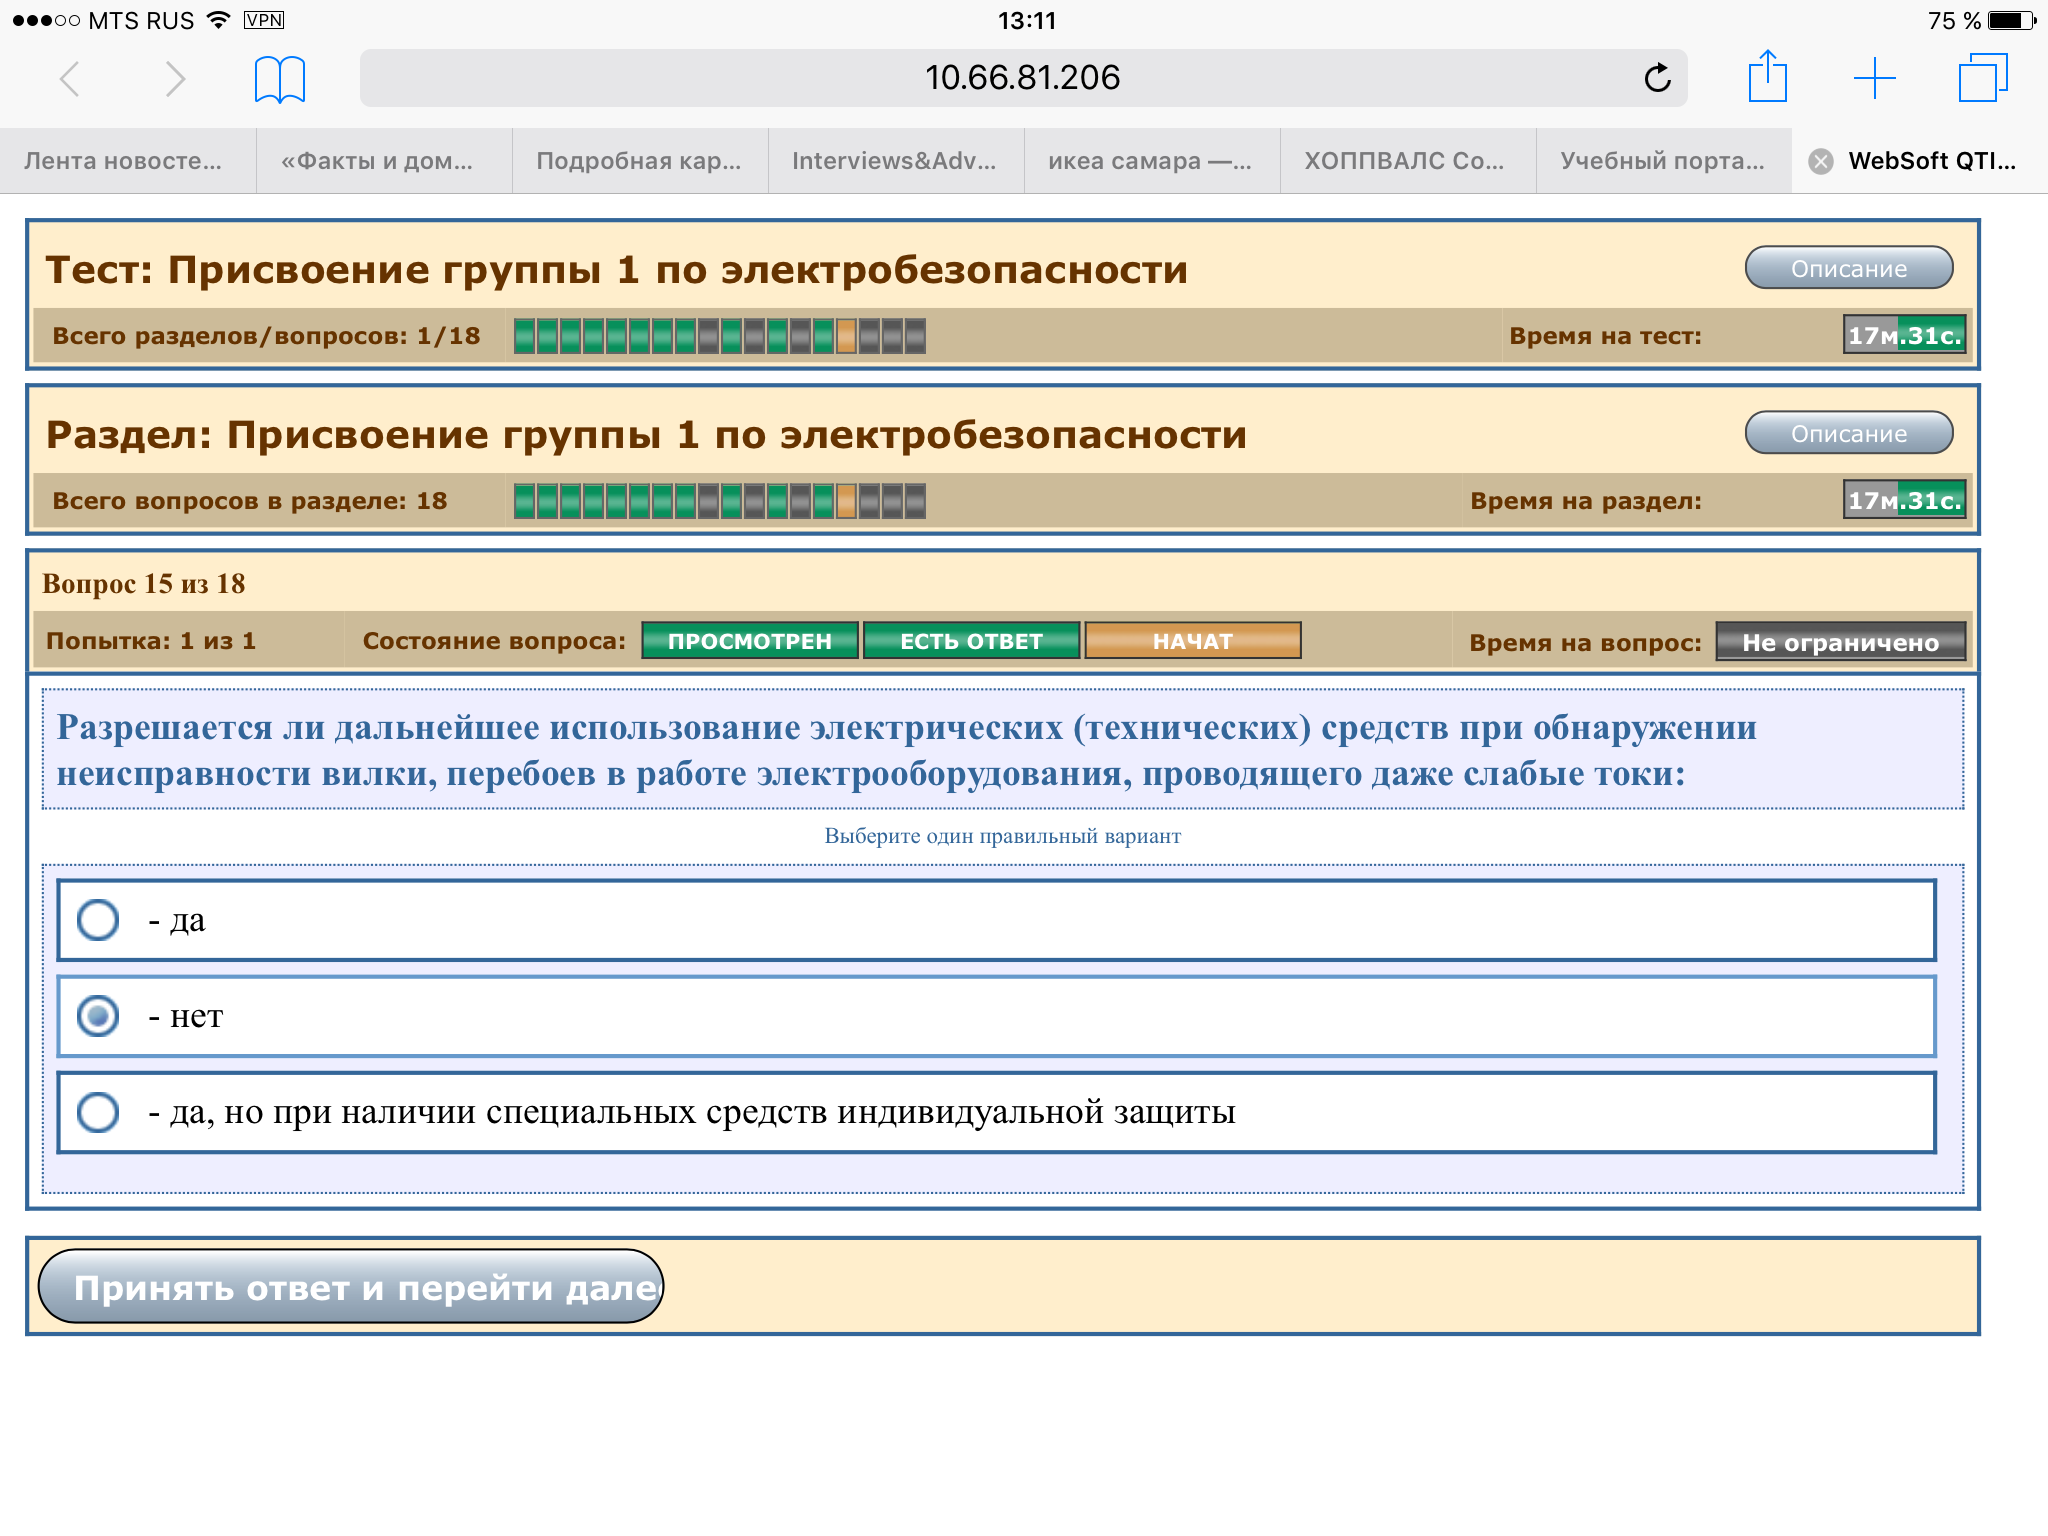 MTS RUS VPN 13:11 75 %
10.66.81.206
Лента новосте... «Факты и дом... Подробная кар... Interviews&Adv... икеа самара —... ХОППВАЛС Со... Учебный порта... WebSoft QTI...
Тест: Присвоение группы 1 по электробезопасности Описание
Всего разделов/вопросов: 1/18 Время на тест: 17м.31с.
Раздел: Присвоение группы 1 по электробезопасности Описание
Всего вопросов в разделе: 18 Время на раздел: 17м.31с.
Вопрос 15 из 18
Попытка: 1 из 1 Состояние вопроса: ПРОСМОТРЕН ЕСТЬ ОТВЕТ НАЧАТ Время на вопрос: Не ограничено
Разрешается ли дальнейшее использование электрических (технических) средств при обнаружении
неисправности вилки, перебоев в работе электрооборудования, проводящего даже слабые токи:
Выберите один правильный вариант
- да
- нет
- да, но при наличии специальных средств индивидуальной защиты
Принять ответ и перейти дале